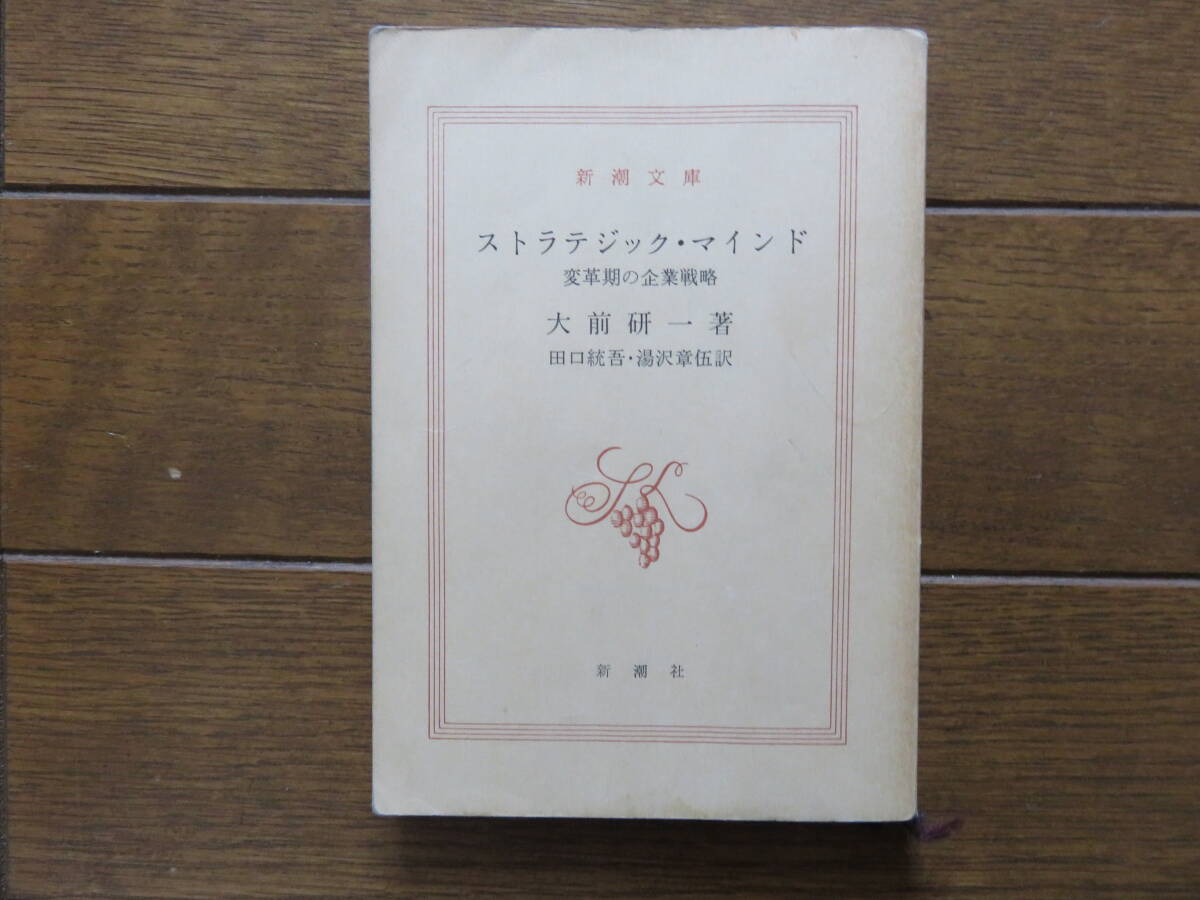 新潮文庫
ストラテジック・マインド
変革期の企業戦略
大前研一著
田口統吾・湯沢章伍訳
新潮社